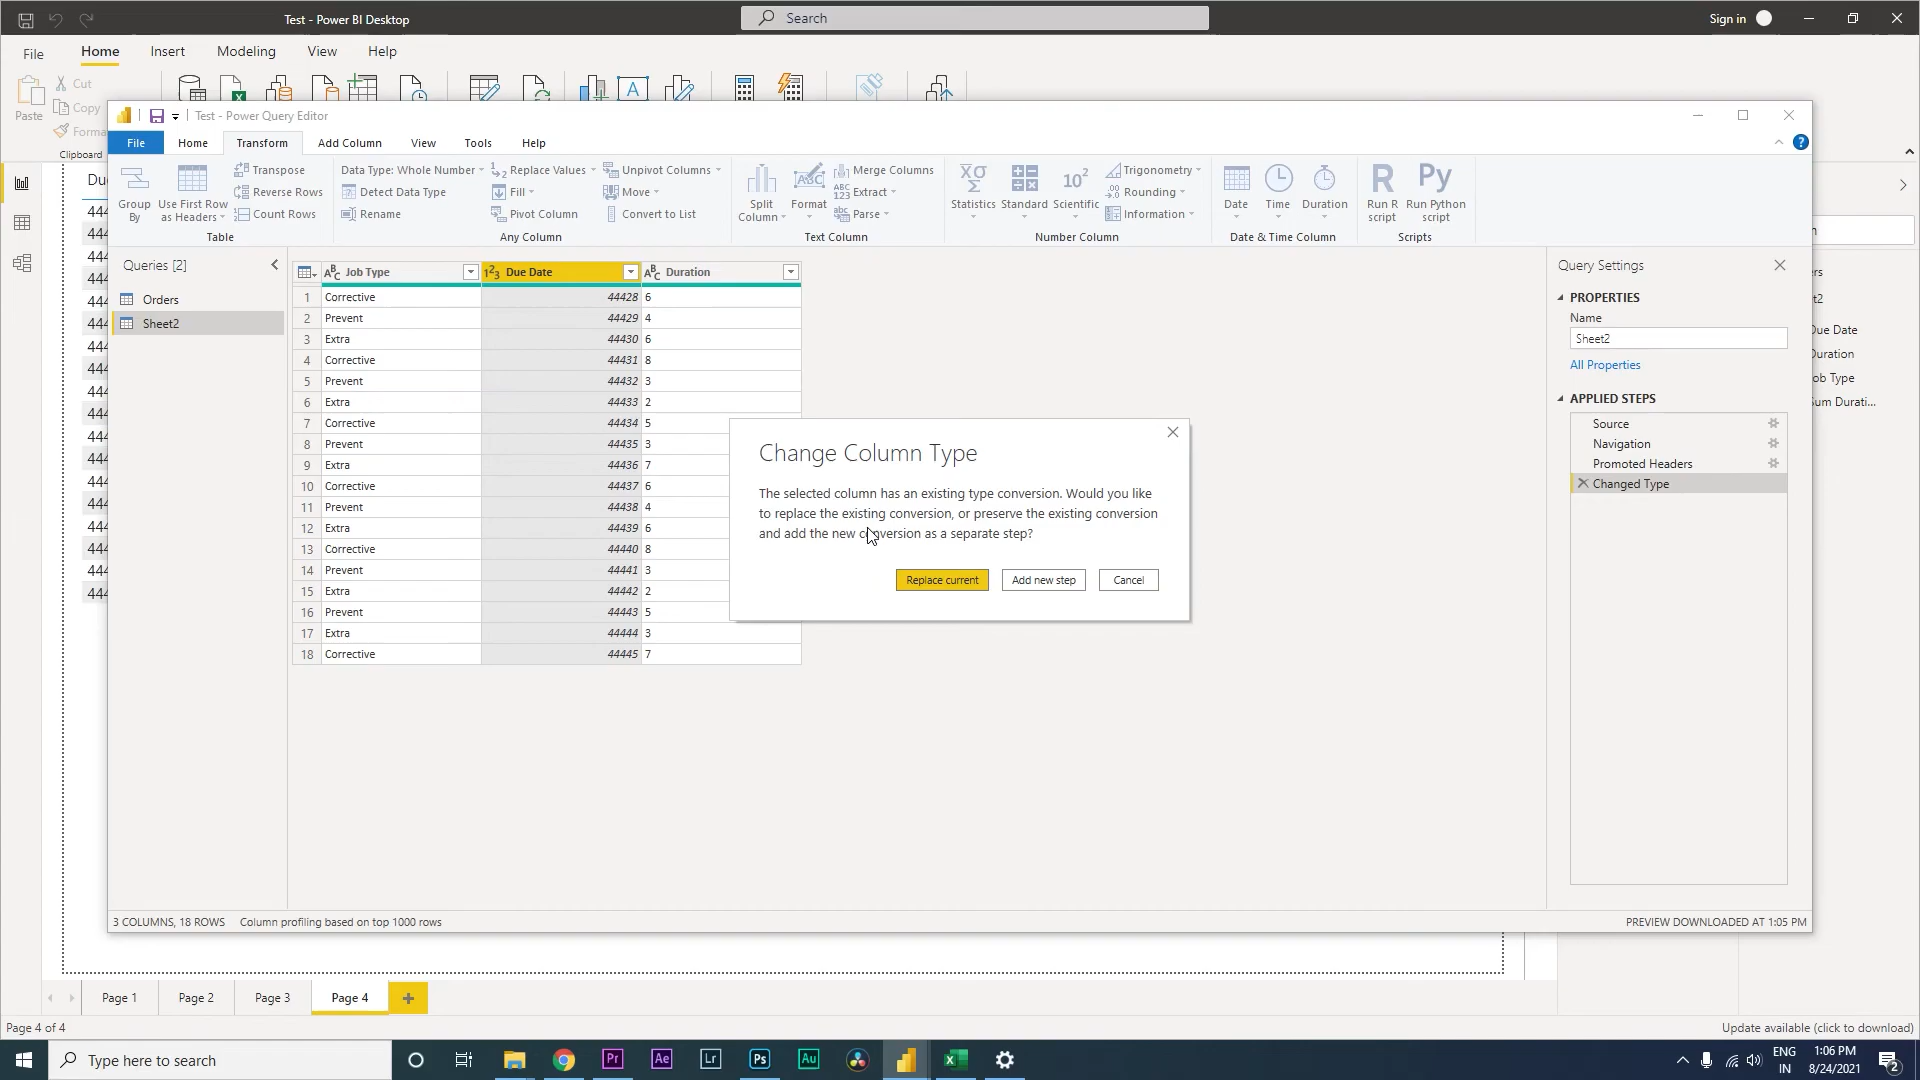 Test - Power BI Desktop
Search
Sign in
File
Home
Insert
Modeling
View
Help
Paste
Cut
Copy
Forma
Clipboard
Test - Power Query Editor
File
Home
Transform
Add Column
View
Tools
Help
Group By
Use First Row as Headers
Transpose
Reverse Rows
Count Rows
Table
Data Type: Whole Number
Detect Data Type
Rename
Replace Values
Fill
Pivot Column
Unpivot Columns
Move
Convert to List
Any Column
Split Column
Format
Merge Columns
Extract
Parse
Text Column
Statistics
Standard
Scientific
Trigonometry
Rounding
Information
Number Column
Date
Time
Duration
Date & Time Column
Run R script
Run Python script
Scripts
Queries [2]
Orders
Sheet2
Job Type
Due Date
Duration
1 Corrective 44428 6
2 Prevent 44429 4
3 Extra 44430 6
4 Corrective 44431 8
5 Prevent 44432 3
6 Extra 44433 2
7 Corrective 44434 5
8 Prevent 44435 3
9 Extra 44436 7
10 Corrective 44437 6
11 Prevent 44438 4
12 Extra 44439 6
13 Corrective 44440 8
14 Prevent 44441 3
15 Extra 44442 2
16 Prevent 44443 5
17 Extra 44444 3
18 Corrective 44445 7
Change Column Type
The selected column has an existing type conversion. Would you like
to replace the existing conversion, or preserve the existing conversion
and add the new conversion as a separate step?
Replace current
Add new step
Cancel
Query Settings
PROPERTIES
Name
Sheet2
All Properties
APPLIED STEPS
Source
Navigation
Promoted Headers
Changed Type
Due Date
Duration
ob Type
Sum Durati...
3 COLUMNS, 18 ROWS
Column profiling based on top 1000 rows
PREVIEW DOWNLOADED AT 1:05 PM
Page 1
Page 2
Page 3
Page 4
Page 4 of 4
Update available (click to download)
Type here to search
Pr
Ae
Lr
Ps
Au
ENG
IN
1:06 PM
8/24/2021
2